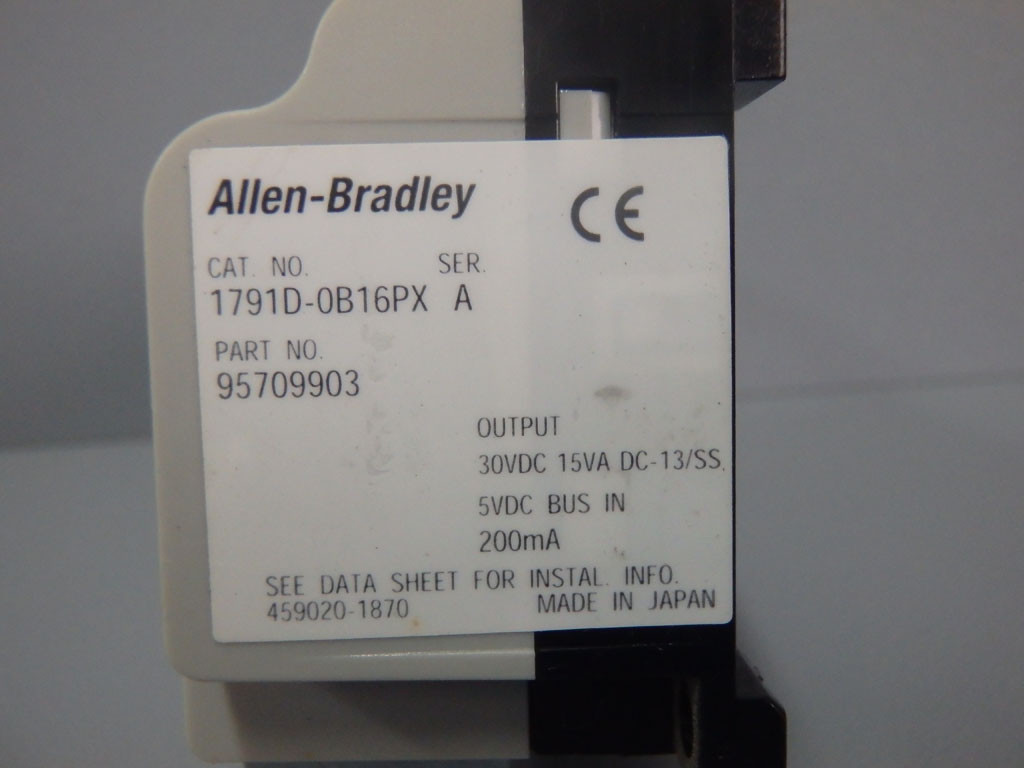 Allen-Bradley
CE
CAT. NO. SER.
1791D-0B16PX A
PART NO.
95709903
OUTPUT
30VDC 15VA DC-13/SS.
5VDC BUS IN
200mA
SEE DATA SHEET FOR INSTAL. INFO.
459020-1870 MADE IN JAPAN